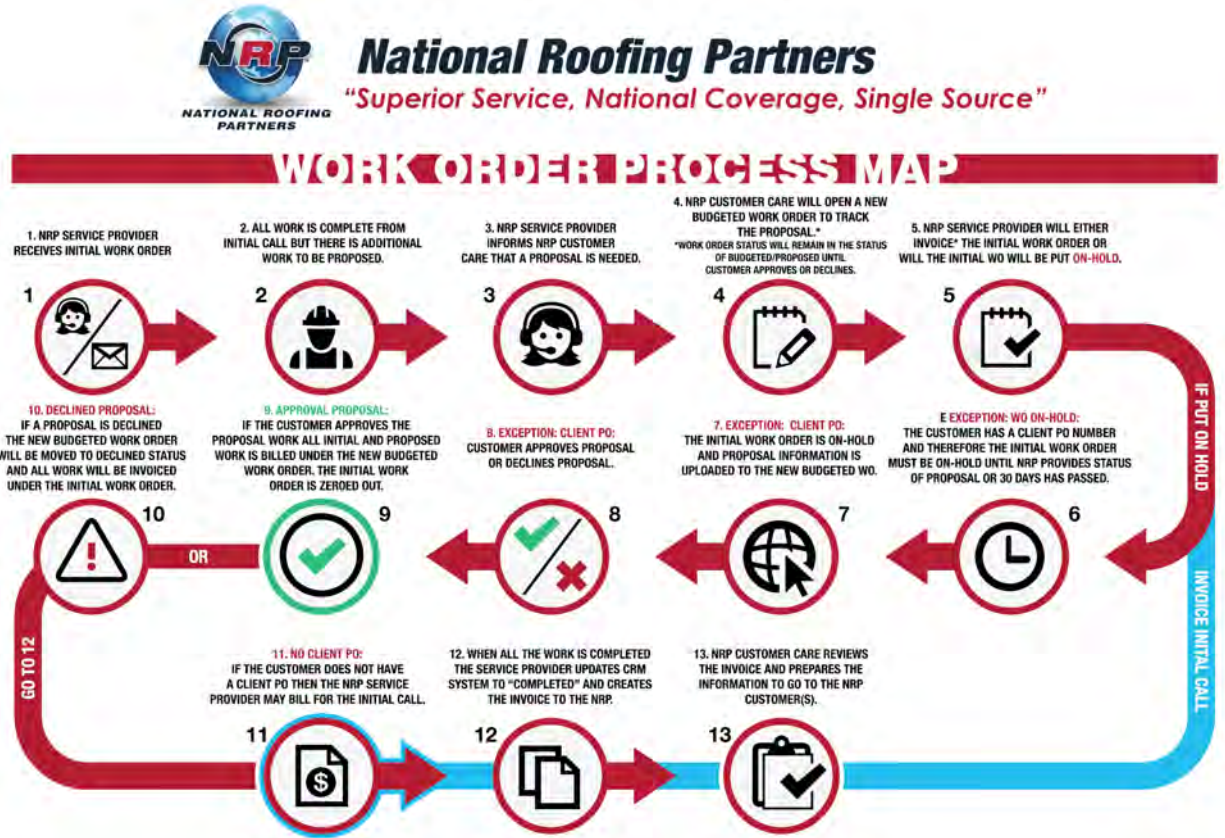 NRP
NATIONAL ROOFING
PARTNERS
National Roofing Partners
“Superior Service, National Coverage, Single Source”
WORK ORDER PROCESS MAP
1. NRP SERVICE PROVIDER
RECEIVES INITIAL WORK ORDER
1
2. ALL WORK IS COMPLETE FROM
INITIAL CALL BUT THERE IS ADDITIONAL
WORK TO BE PROPOSED.
2
3. NRP SERVICE PROVIDER
INFORMS NRP CUSTOMER
CARE THAT A PROPOSAL IS NEEDED.
3
4. NRP CUSTOMER CARE WILL OPEN A NEW
BUDGETED WORK ORDER TO TRACK
THE PROPOSAL.*
*WORK ORDER STATUS WILL REMAIN IN THE STATUS
OF BUDGETED/PROPOSED UNTIL
CUSTOMER APPROVES OR DECLINES.
4
5. NRP SERVICE PROVIDER WILL EITHER
INVOICE* THE INITIAL WORK ORDER OR
WILL THE INITIAL WO WILL BE PUT ON-HOLD.
5
IF PUT ON HOLD
INVOICE INITAL CALL
E EXCEPTION: WO ON-HOLD:
THE CUSTOMER HAS A CLIENT PO NUMBER
AND THEREFORE THE INITIAL WORK ORDER
MUST BE ON-HOLD UNTIL NRP PROVIDES STATUS
OF PROPOSAL OR 30 DAYS HAS PASSED.
6
7. EXCEPTION: CLIENT PO:
THE INITIAL WORK ORDER IS ON-HOLD
AND PROPOSAL INFORMATION IS
UPLOADED TO THE NEW BUDGETED WO.
7
8. EXCEPTION: CLIENT PO:
CUSTOMER APPROVES PROPOSAL
OR DECLINES PROPOSAL.
8
9. APPROVAL PROPOSAL:
IF THE CUSTOMER APPROVES THE
PROPOSAL WORK ALL INITIAL AND PROPOSED
WORK IS BILLED UNDER THE NEW BUDGETED
WORK ORDER. THE INITIAL WORK
ORDER IS ZEROED OUT.
9
OR
10. DECLINED PROPOSAL:
IF A PROPOSAL IS DECLINED
THE NEW BUDGETED WORK ORDER
WILL BE MOVED TO DECLINED STATUS
AND ALL WORK WILL BE INVOICED
UNDER THE INITIAL WORK ORDER.
10
GO TO 12
11. NO CLIENT PO:
IF THE CUSTOMER DOES NOT HAVE
A CLIENT PO THEN THE NRP SERVICE
PROVIDER MAY BILL FOR THE INITIAL CALL.
11
12. WHEN ALL THE WORK IS COMPLETED
THE SERVICE PROVIDER UPDATES CRM
SYSTEM TO “COMPLETED” AND CREATES
THE INVOICE TO THE NRP.
12
13. NRP CUSTOMER CARE REVIEWS
THE INVOICE AND PREPARES THE
INFORMATION TO GO TO THE NRP
CUSTOMER(S).
13